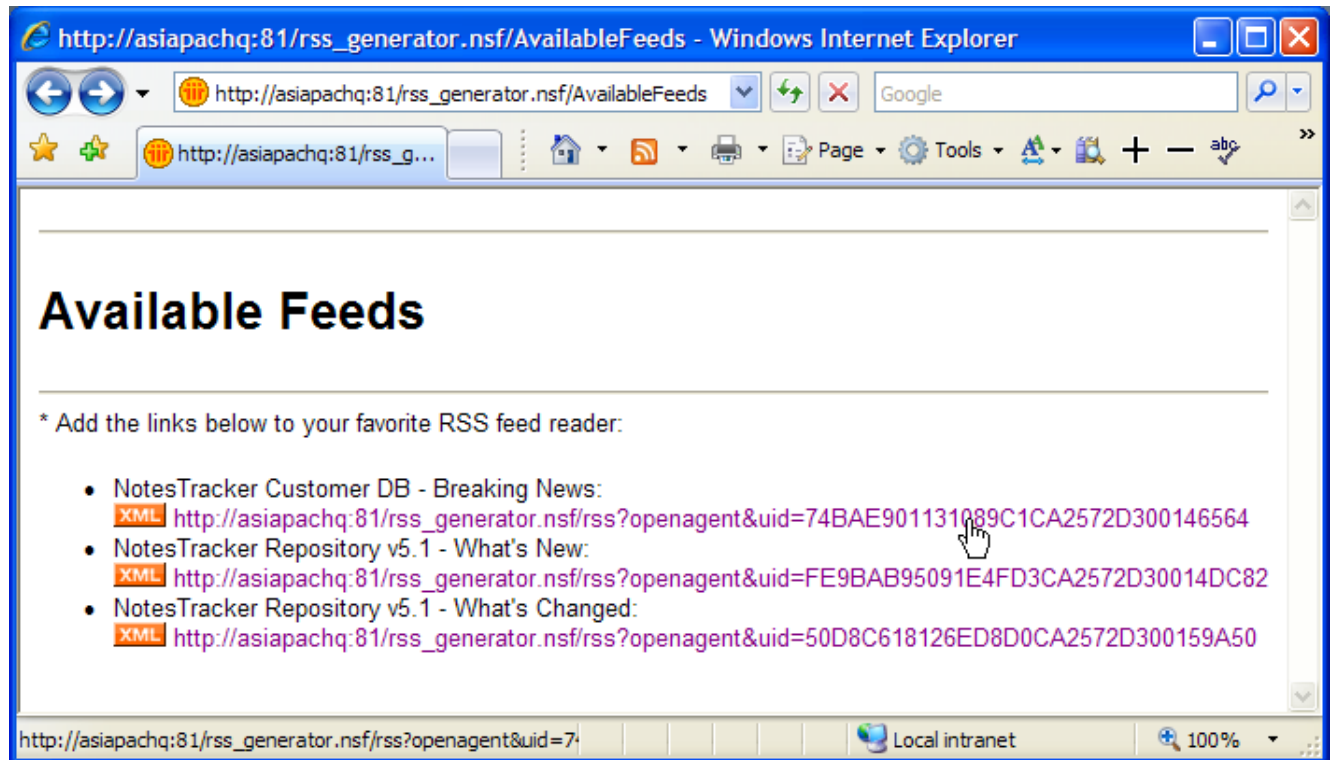 http://asiapachq:81/rss_generator.nsf/AvailableFeeds - Windows Internet Explorer
http://asiapachq:81/rss_generator.nsf/AvailableFeeds Google
http://asiapachq:81/rss_g... Page Tools abc »
Available Feeds
* Add the links below to your favorite RSS feed reader:
• NotesTracker Customer DB - Breaking News:
XML http://asiapachq:81/rss_generator.nsf/rss?openagent&uid=74BAE901131089C1CA2572D300146564
• NotesTracker Repository v5.1 - What's New:
XML http://asiapachq:81/rss_generator.nsf/rss?openagent&uid=FE9BAB95091E4FD3CA2572D30014DC82
• NotesTracker Repository v5.1 - What's Changed:
XML http://asiapachq:81/rss_generator.nsf/rss?openagent&uid=50D8C618126ED8D0CA2572D300159A50
http://asiapachq:81/rss_generator.nsf/rss?openagent&uid=7 Local intranet 100%